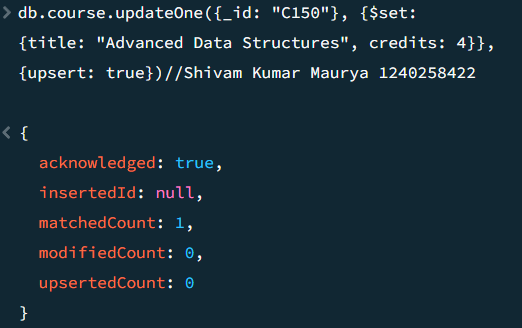 > db.course.updateOne({_id: "C150"}, {$set:
{title: "Advanced Data Structures", credits: 4}},
{upsert: true})//Shivam Kumar Maurya 1240258422
< {
acknowledged: true,
insertedId: null,
matchedCount: 1,
modifiedCount: 0,
upsertedCount: 0
}